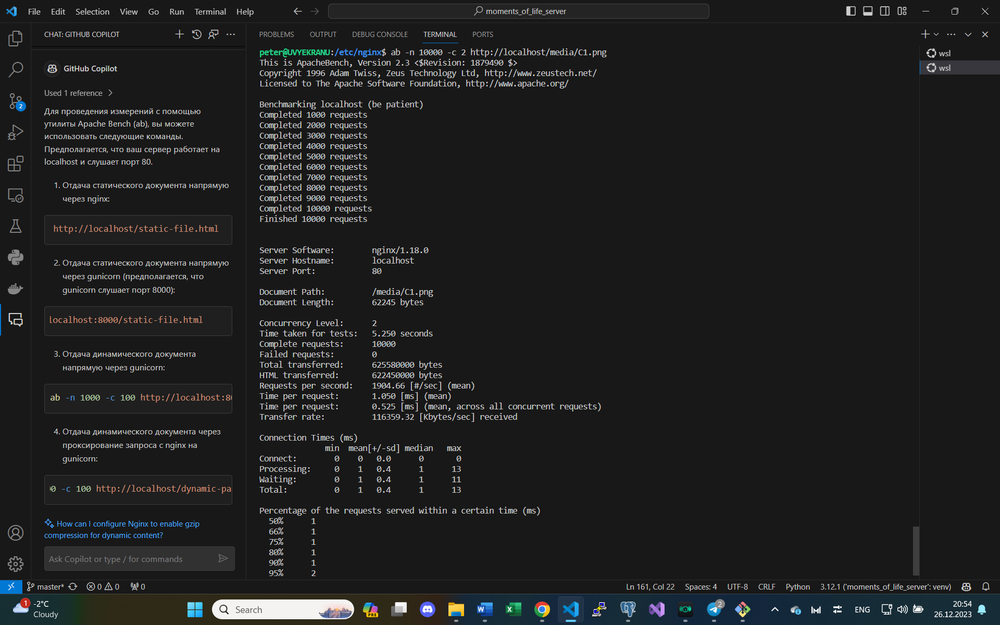 File Edit Selection View Go Run Terminal Help
moments_of_life_server
CHAT: GITHUB COPILOT
GitHub Copilot
Used 1 reference
Для проведения измерений с помощью
утилиты Apache Bench (ab), вы можете
использовать следующие команды.
Предполагается, что ваш сервер работает на
localhost и слушает порт 80.
1. Отдача статического документа напрямую
через nginx:
http://localhost/static-file.html
2. Отдача статического документа напрямую
через gunicorn (предполагается, что
gunicorn слушает порт 8000):
localhost:8000/static-file.html
3. Отдача динамического документа
напрямую через gunicorn:
ab -n 1000 -c 100 http://localhost:80
4. Отдача динамического документа через
проксирование запроса с nginx на
gunicorn:
00 -c 100 http://localhost/dynamic-pa
How can I configure Nginx to enable gzip
compression for dynamic content?
Ask Copilot or type / for commands
2
PROBLEMS OUTPUT DEBUG CONSOLE TERMINAL PORTS
peter@UVYEKRANU:/etc/nginx$ ab -n 10000 -c 2 http://localhost/media/C1.png
This is ApacheBench, Version 2.3 <$Revision: 1879490 $>
Copyright 1996 Adam Twiss, Zeus Technology Ltd, http://www.zeustech.net/
Licensed to The Apache Software Foundation, http://www.apache.org/
Benchmarking localhost (be patient)
Completed 1000 requests
Completed 2000 requests
Completed 3000 requests
Completed 4000 requests
Completed 5000 requests
Completed 6000 requests
Completed 7000 requests
Completed 8000 requests
Completed 9000 requests
Completed 10000 requests
Finished 10000 requests
Server Software: nginx/1.18.0
Server Hostname: localhost
Server Port: 80
Document Path: /media/C1.png
Document Length: 62245 bytes
Concurrency Level: 2
Time taken for tests: 5.250 seconds
Complete requests: 10000
Failed requests: 0
Total transferred: 625580000 bytes
HTML transferred: 622450000 bytes
Requests per second: 1904.66 [#/sec] (mean)
Time per request: 1.050 [ms] (mean)
Time per request: 0.525 [ms] (mean, across all concurrent requests)
Transfer rate: 116359.32 [Kbytes/sec] received
Connection Times (ms)
min mean[+/-sd] median max
Connect: 0 0 0.0 0 0
Processing: 0 1 0.4 1 13
Waiting: 0 1 0.4 1 11
Total: 0 1 0.4 1 13
Percentage of the requests served within a certain time (ms)
50% 1
66% 1
75% 1
80% 1
90% 1
95% 2
wsl
wsl
master* 0 0 0
Ln 161, Col 22 Spaces: 4 UTF-8 CRLF Python 3.12.1 ('moments_of_life_server': venv)
1
-2°C
Cloudy
Search
PRE
2
ENG
20:54
26.12.2023